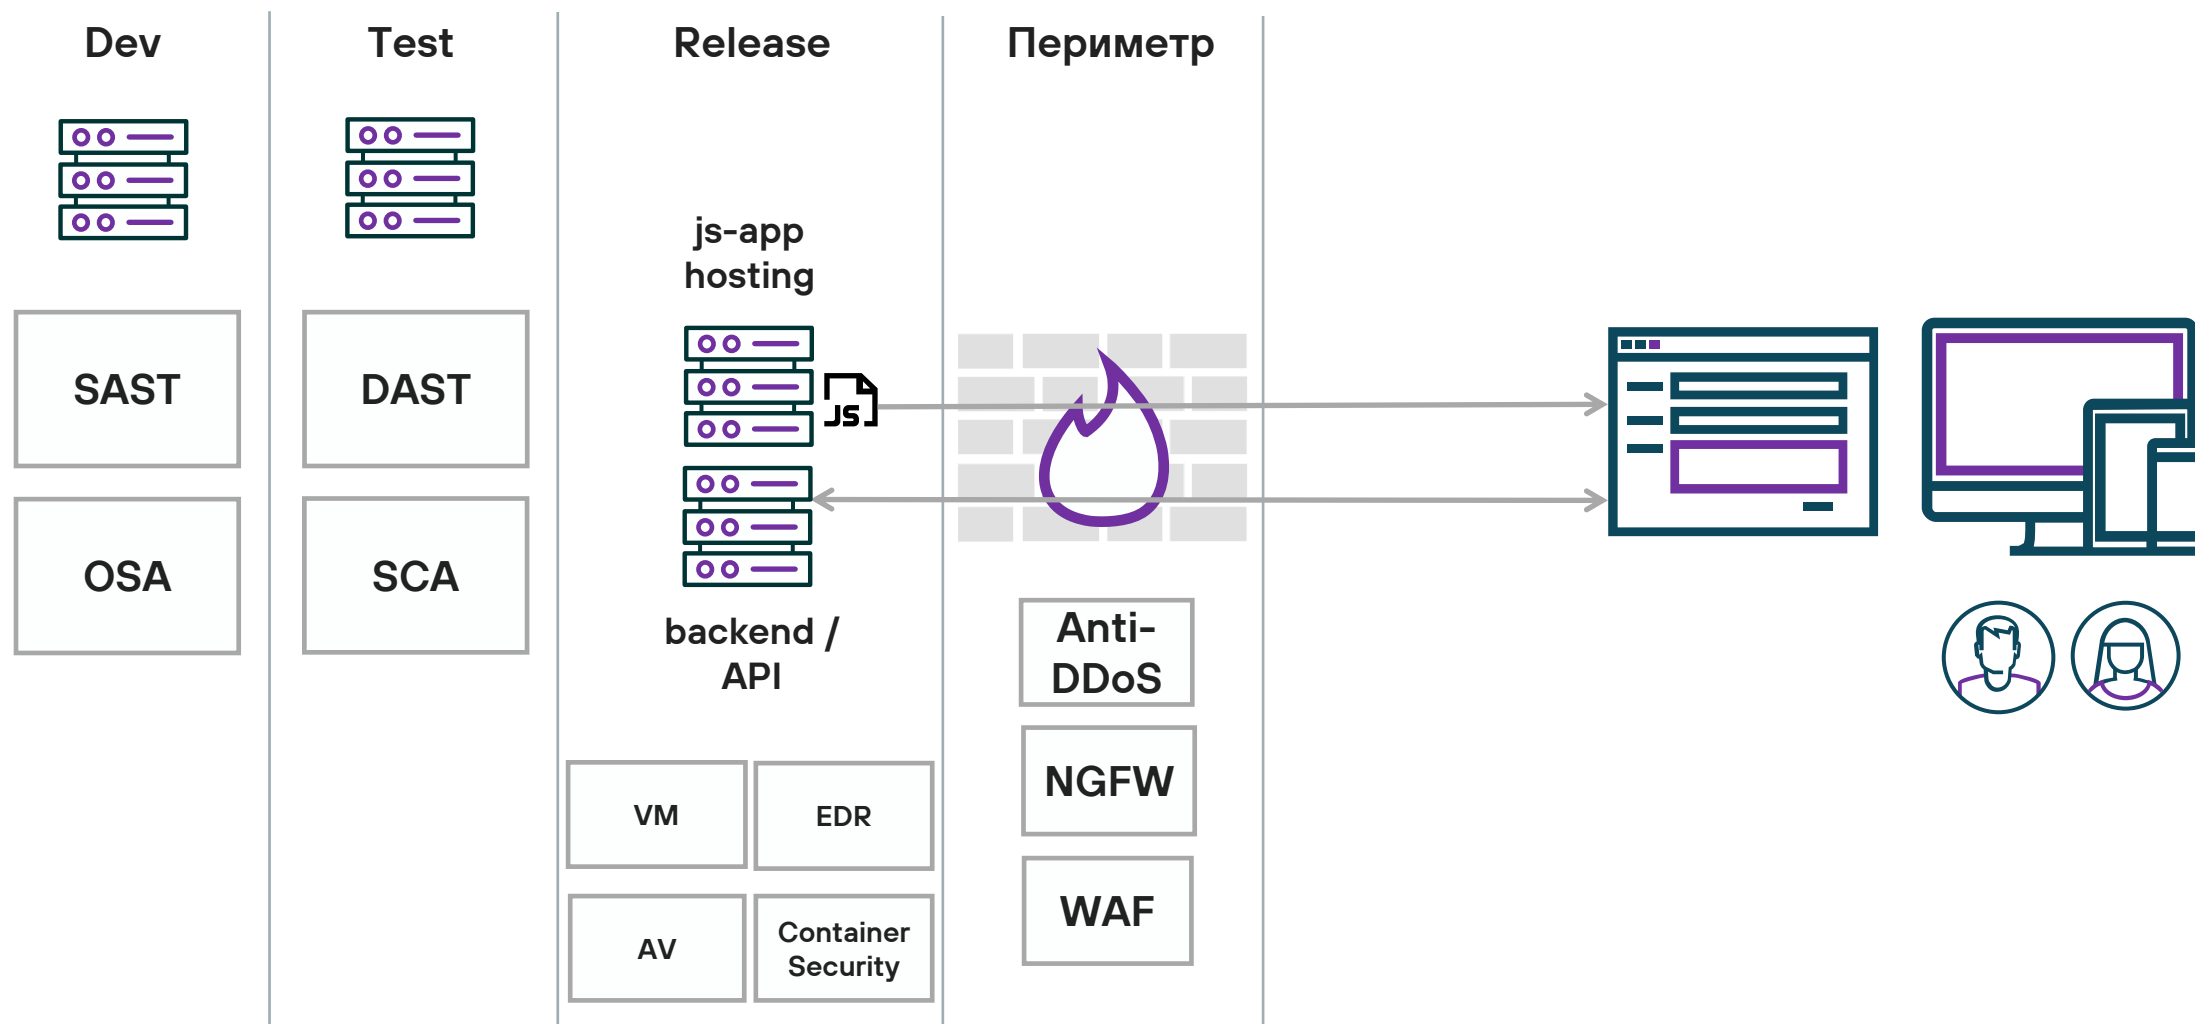 Dev
Test
Release
Периметр
js-app
hosting
JS
SAST
DAST
OSA
SCA
backend /
API
Anti-
DDoS
NGFW
WAF
VM
EDR
AV
Container
Security